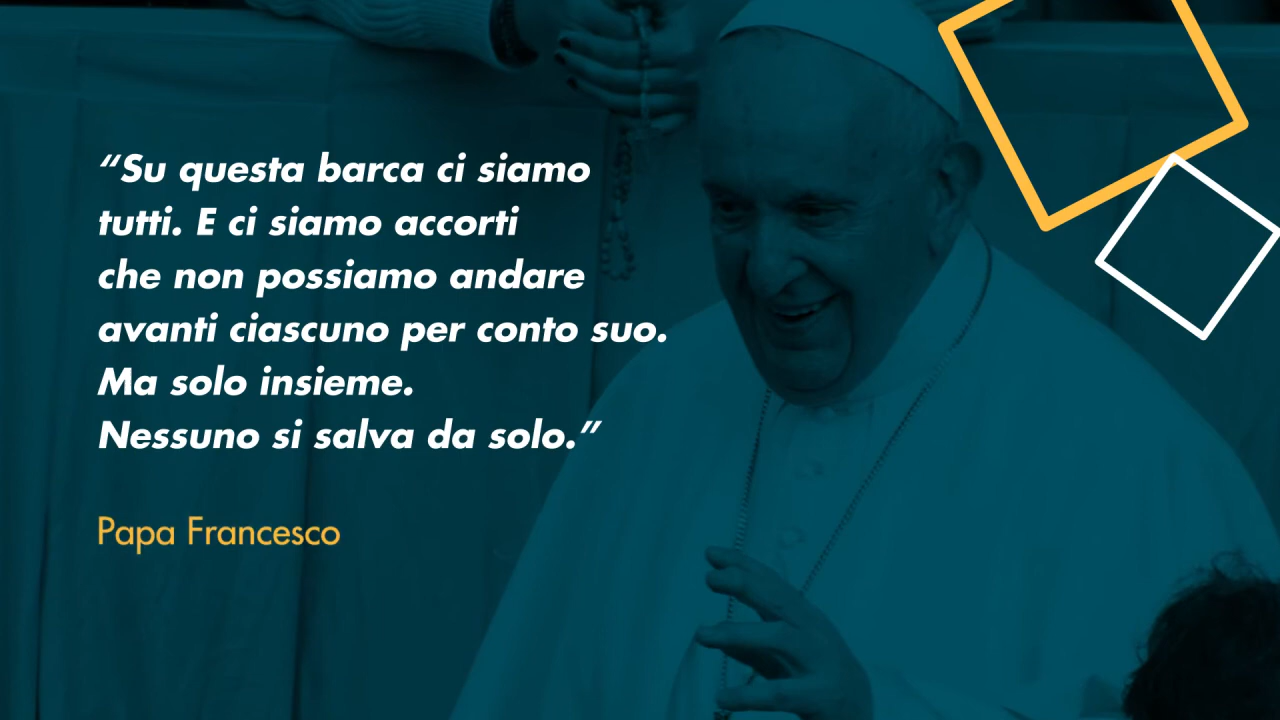 “Su questa barca ci siamo
tutti. E ci siamo accorti
che non possiamo andare
avanti ciascuno per conto suo.
Ma solo insieme.
Nessuno si salva da solo.”
Papa Francesco